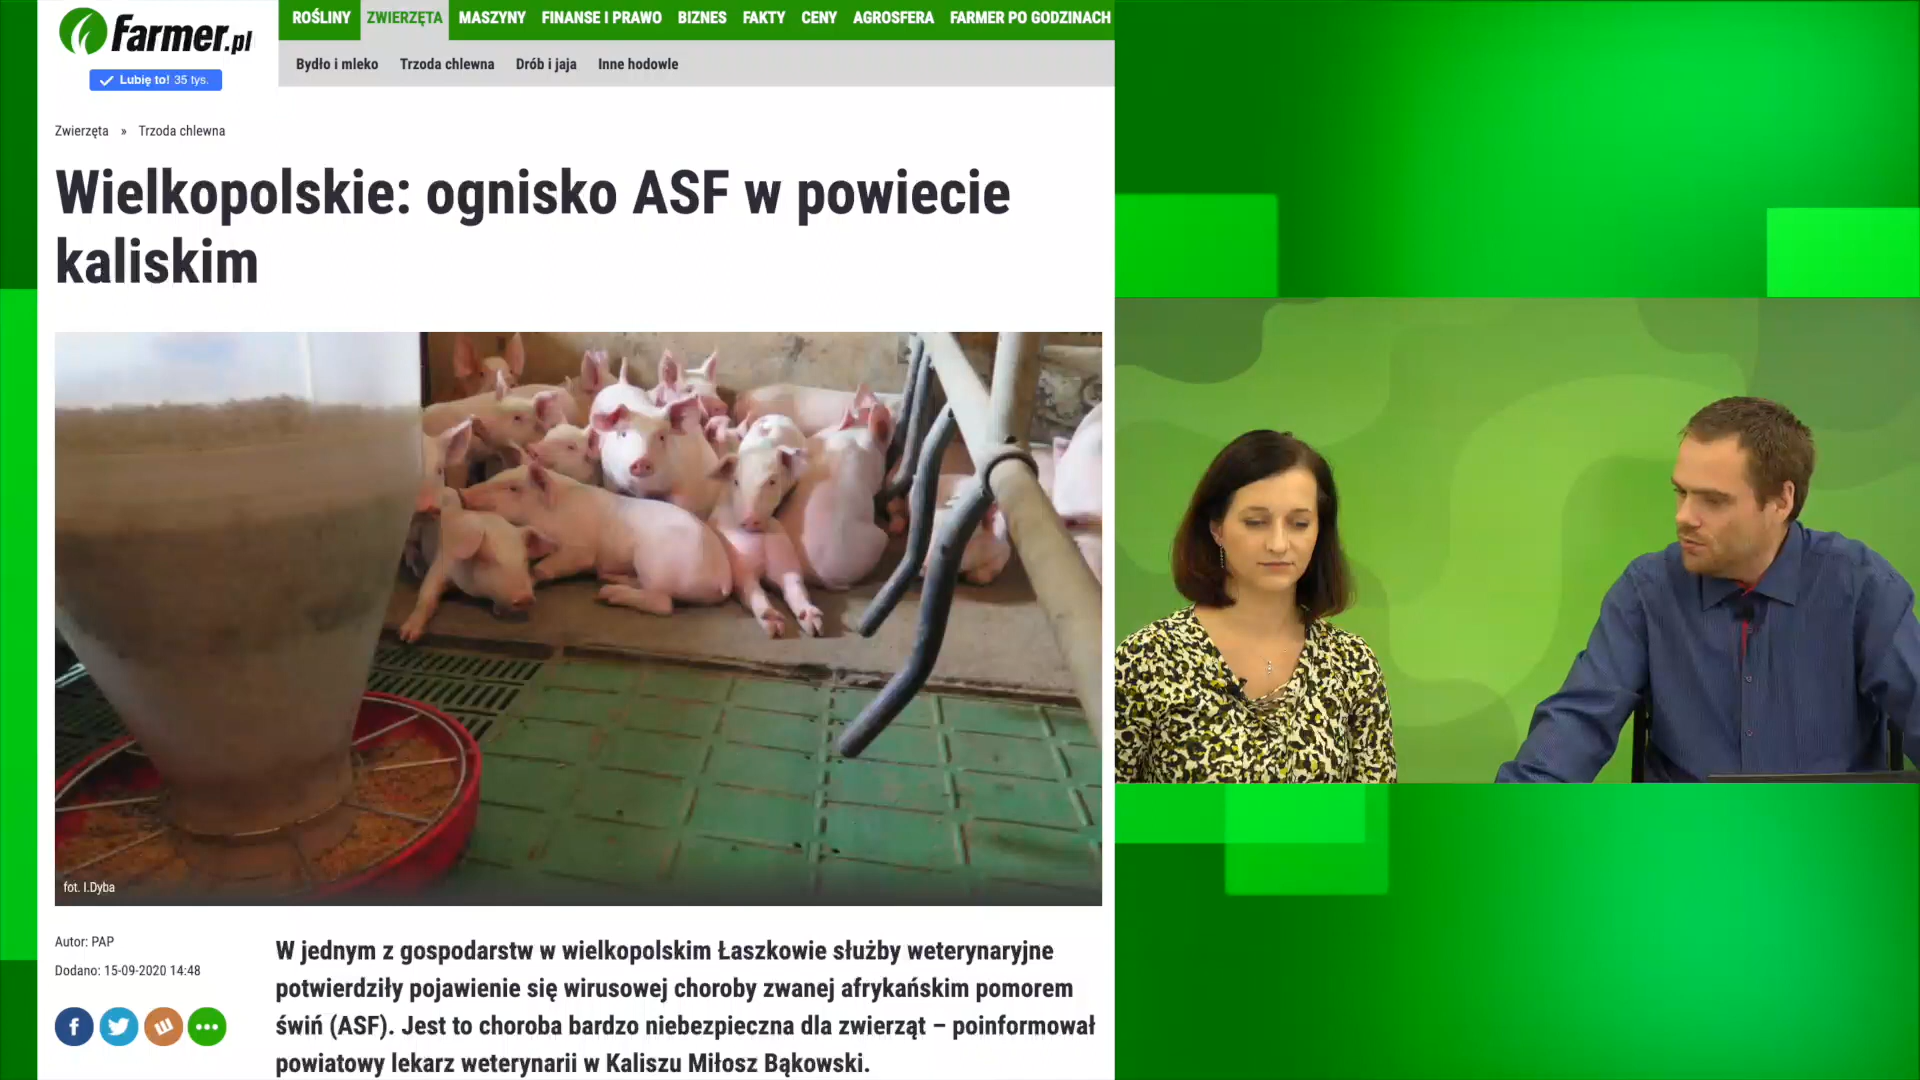 Farmer.pl
Lubię to! 35 tys.
ROŚLINY ZWIERZĘTA MASZYNY FINANSE I PRAWO BIZNES FAKTY CENY AGROSFERA FARMER PO GODZINACH
Bydło i mleko Trzoda chlewna Drób i jaja Inne hodowle
Zwierzęta » Trzoda chlewna
Wielkopolskie: ognisko ASF w powiecie
kaliskim
fot. I.Dyba
Autor: PAP
Dodano: 15-09-2020 14:48
W jednym z gospodarstw w wielkopolskim Łaszkowie służby weterynaryjne
potwierdziły pojawienie się wirusowej choroby zwanej afrykańskim pomorem
świń (ASF). Jest to choroba bardzo niebezpieczna dla zwierząt – poinformował
powiatowy lekarz weterynarii w Kaliszu Miłosz Bąkowski.